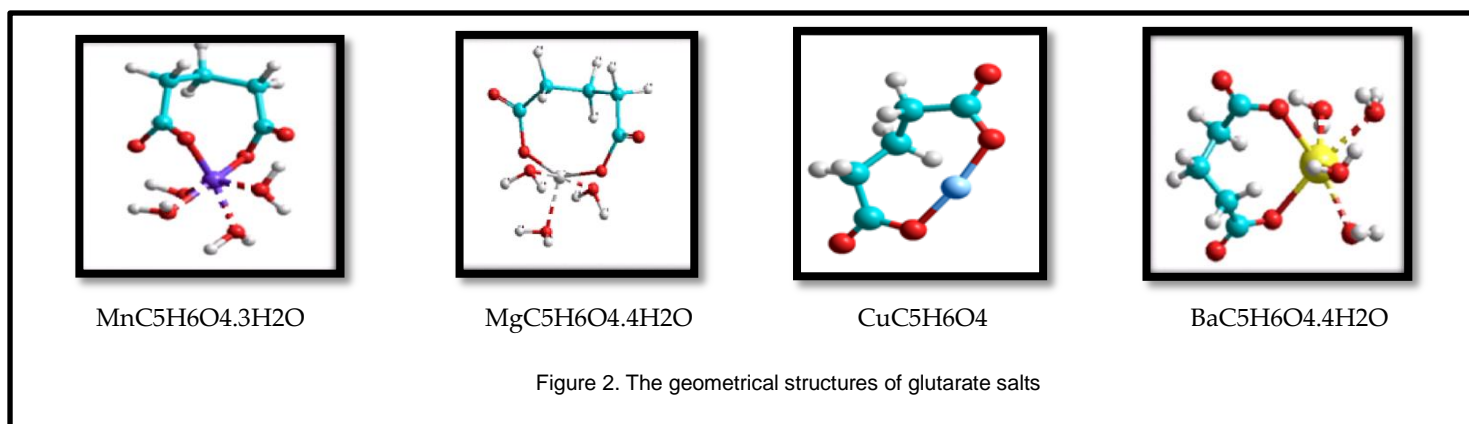 MnC5H6O4.3H2O MgC5H6O4.4H2O CuC5H6O4 BaC5H6O4.4H2O
Figure 2. The geometrical structures of glutarate salts